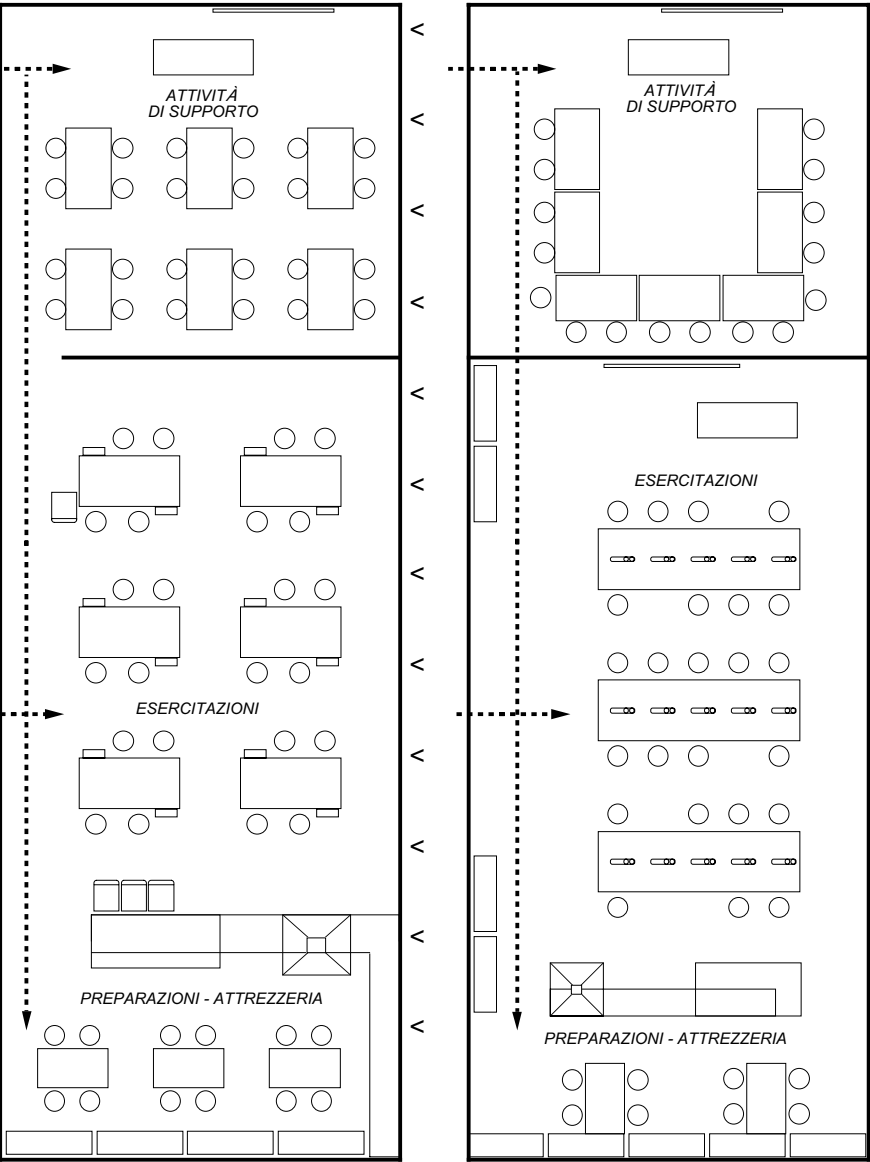 ATTIVITÀ
DI SUPPORTO
ESERCITAZIONI
PREPARAZIONI - ATTREZZERIA
ATTIVITÀ
DI SUPPORTO
ESERCITAZIONI
PREPARAZIONI - ATTREZZERIA